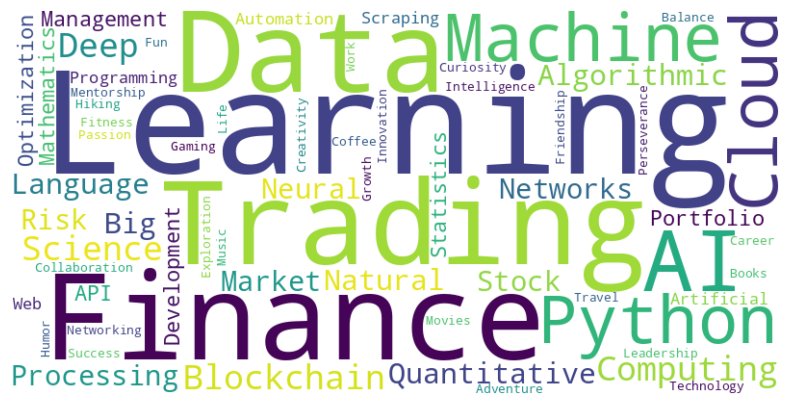 Management
Automation
Scraping
Balance
Optimization
Deep
Fun
Data
Work
Machine
Cloud
Mathematics
Programming
Curiosity
Algorithmic
Mentorship
Intelligence
Hiking
Learning
Fitness
Passion
Life
Creativity
Innovation
Coffee
Friendship
Perseverance
Gaming
Growth
Language
Trading
Neural
Statistics
Networks
Risk
Big
Portfolio
Science
Development
Exploration
Music
AI
Career
Collaboration
Market
Natural
Stock
Books
API
Finance
Web
Python
Travel
Artificial
Humor
Networking
Movies
Success
Leadership
Processing
Blockchain
Quantitative
Computing
Adventure
Technology